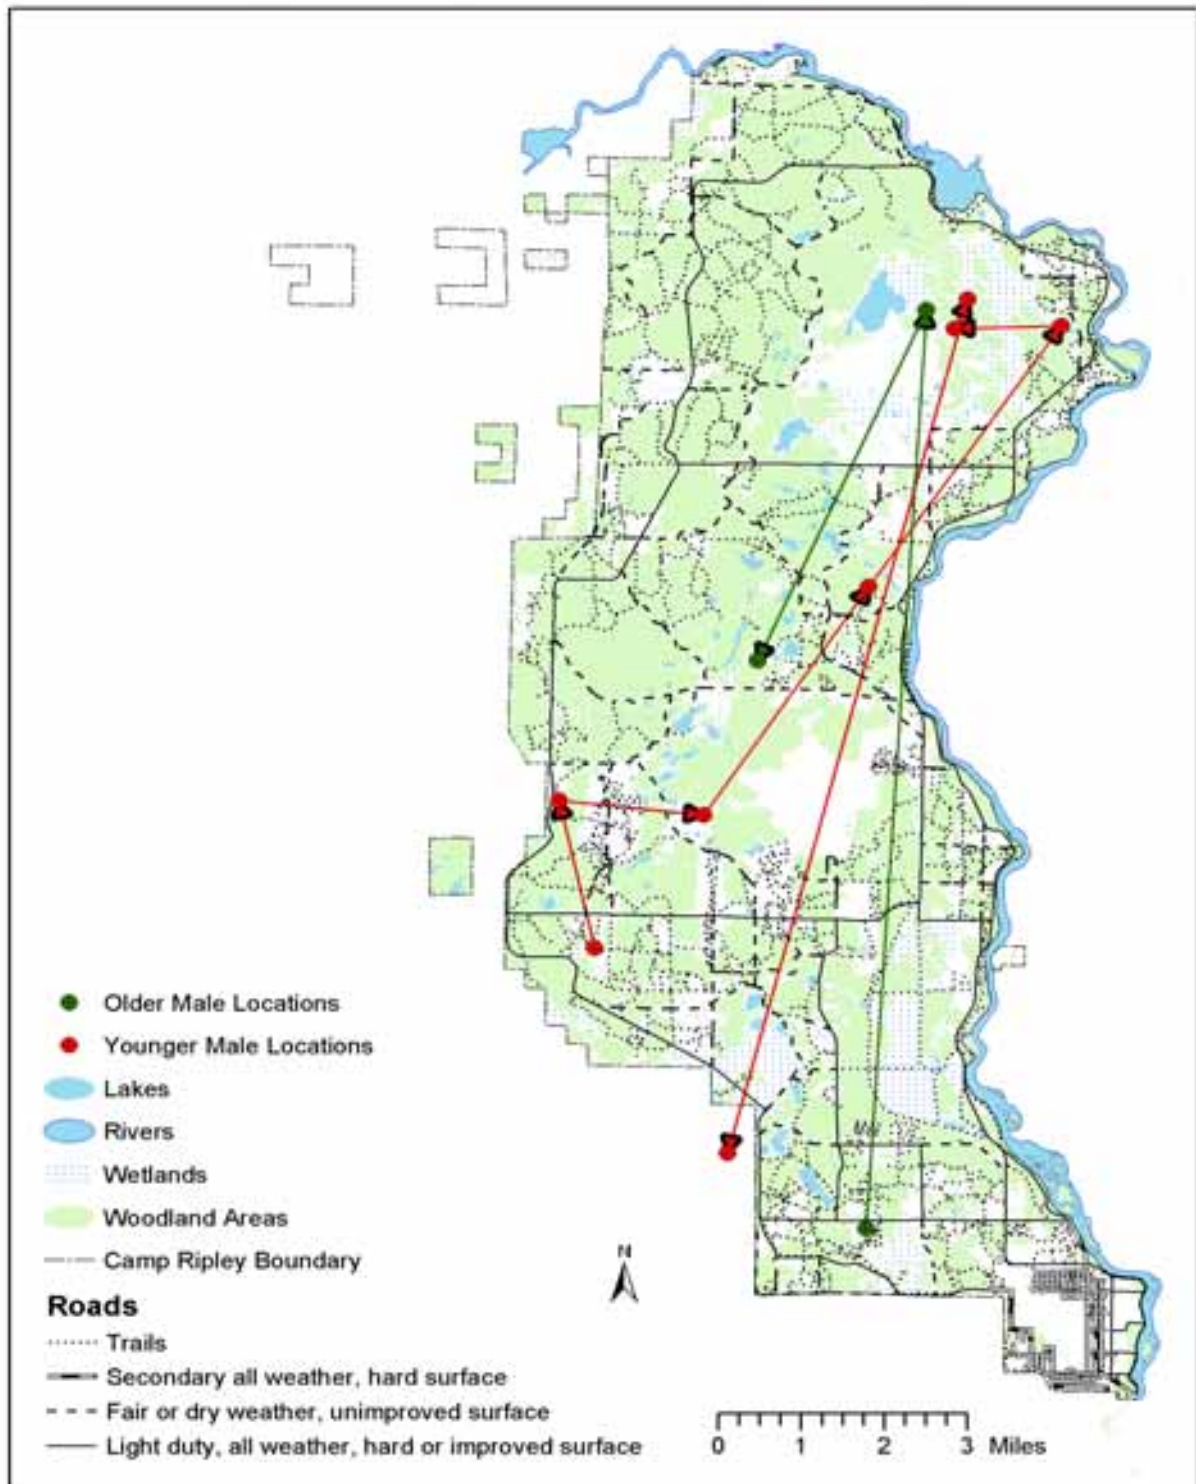 Older Male Locations
Younger Male Locations
Lakes
Rivers
Wetlands
Woodland Areas
Camp Ripley Boundary
Roads
Trails
Secondary all weather, hard surface
Fair or dry weather, unimproved surface
Light duty, all weather, hard or improved surface
N
0 1 2 3 Miles